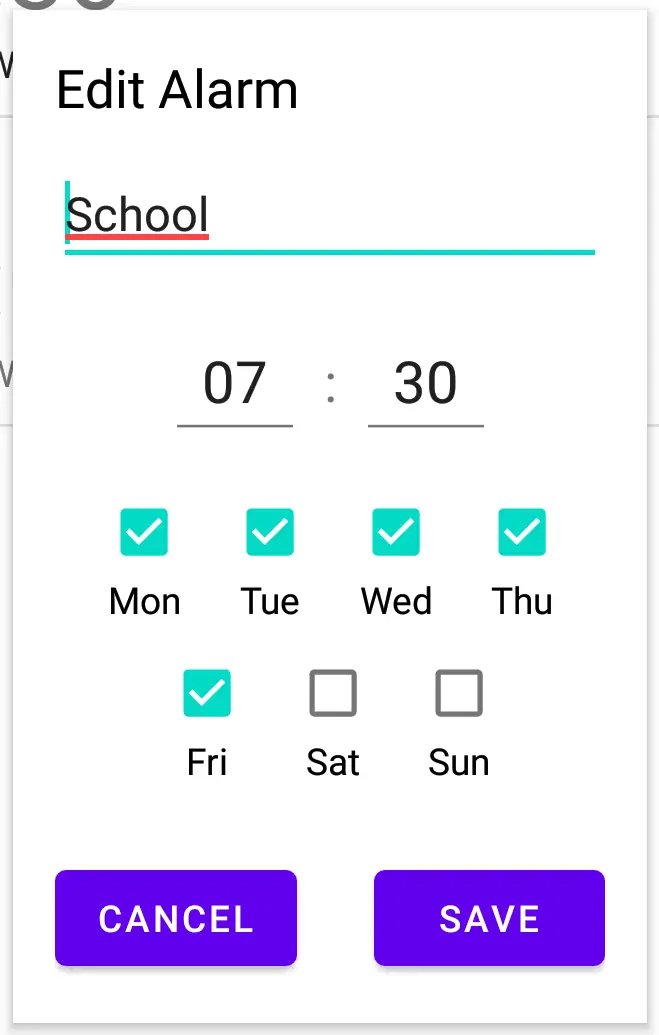 Edit Alarm
School
07 : 30
Mon Tue Wed Thu
Fri Sat Sun
CANCEL SAVE